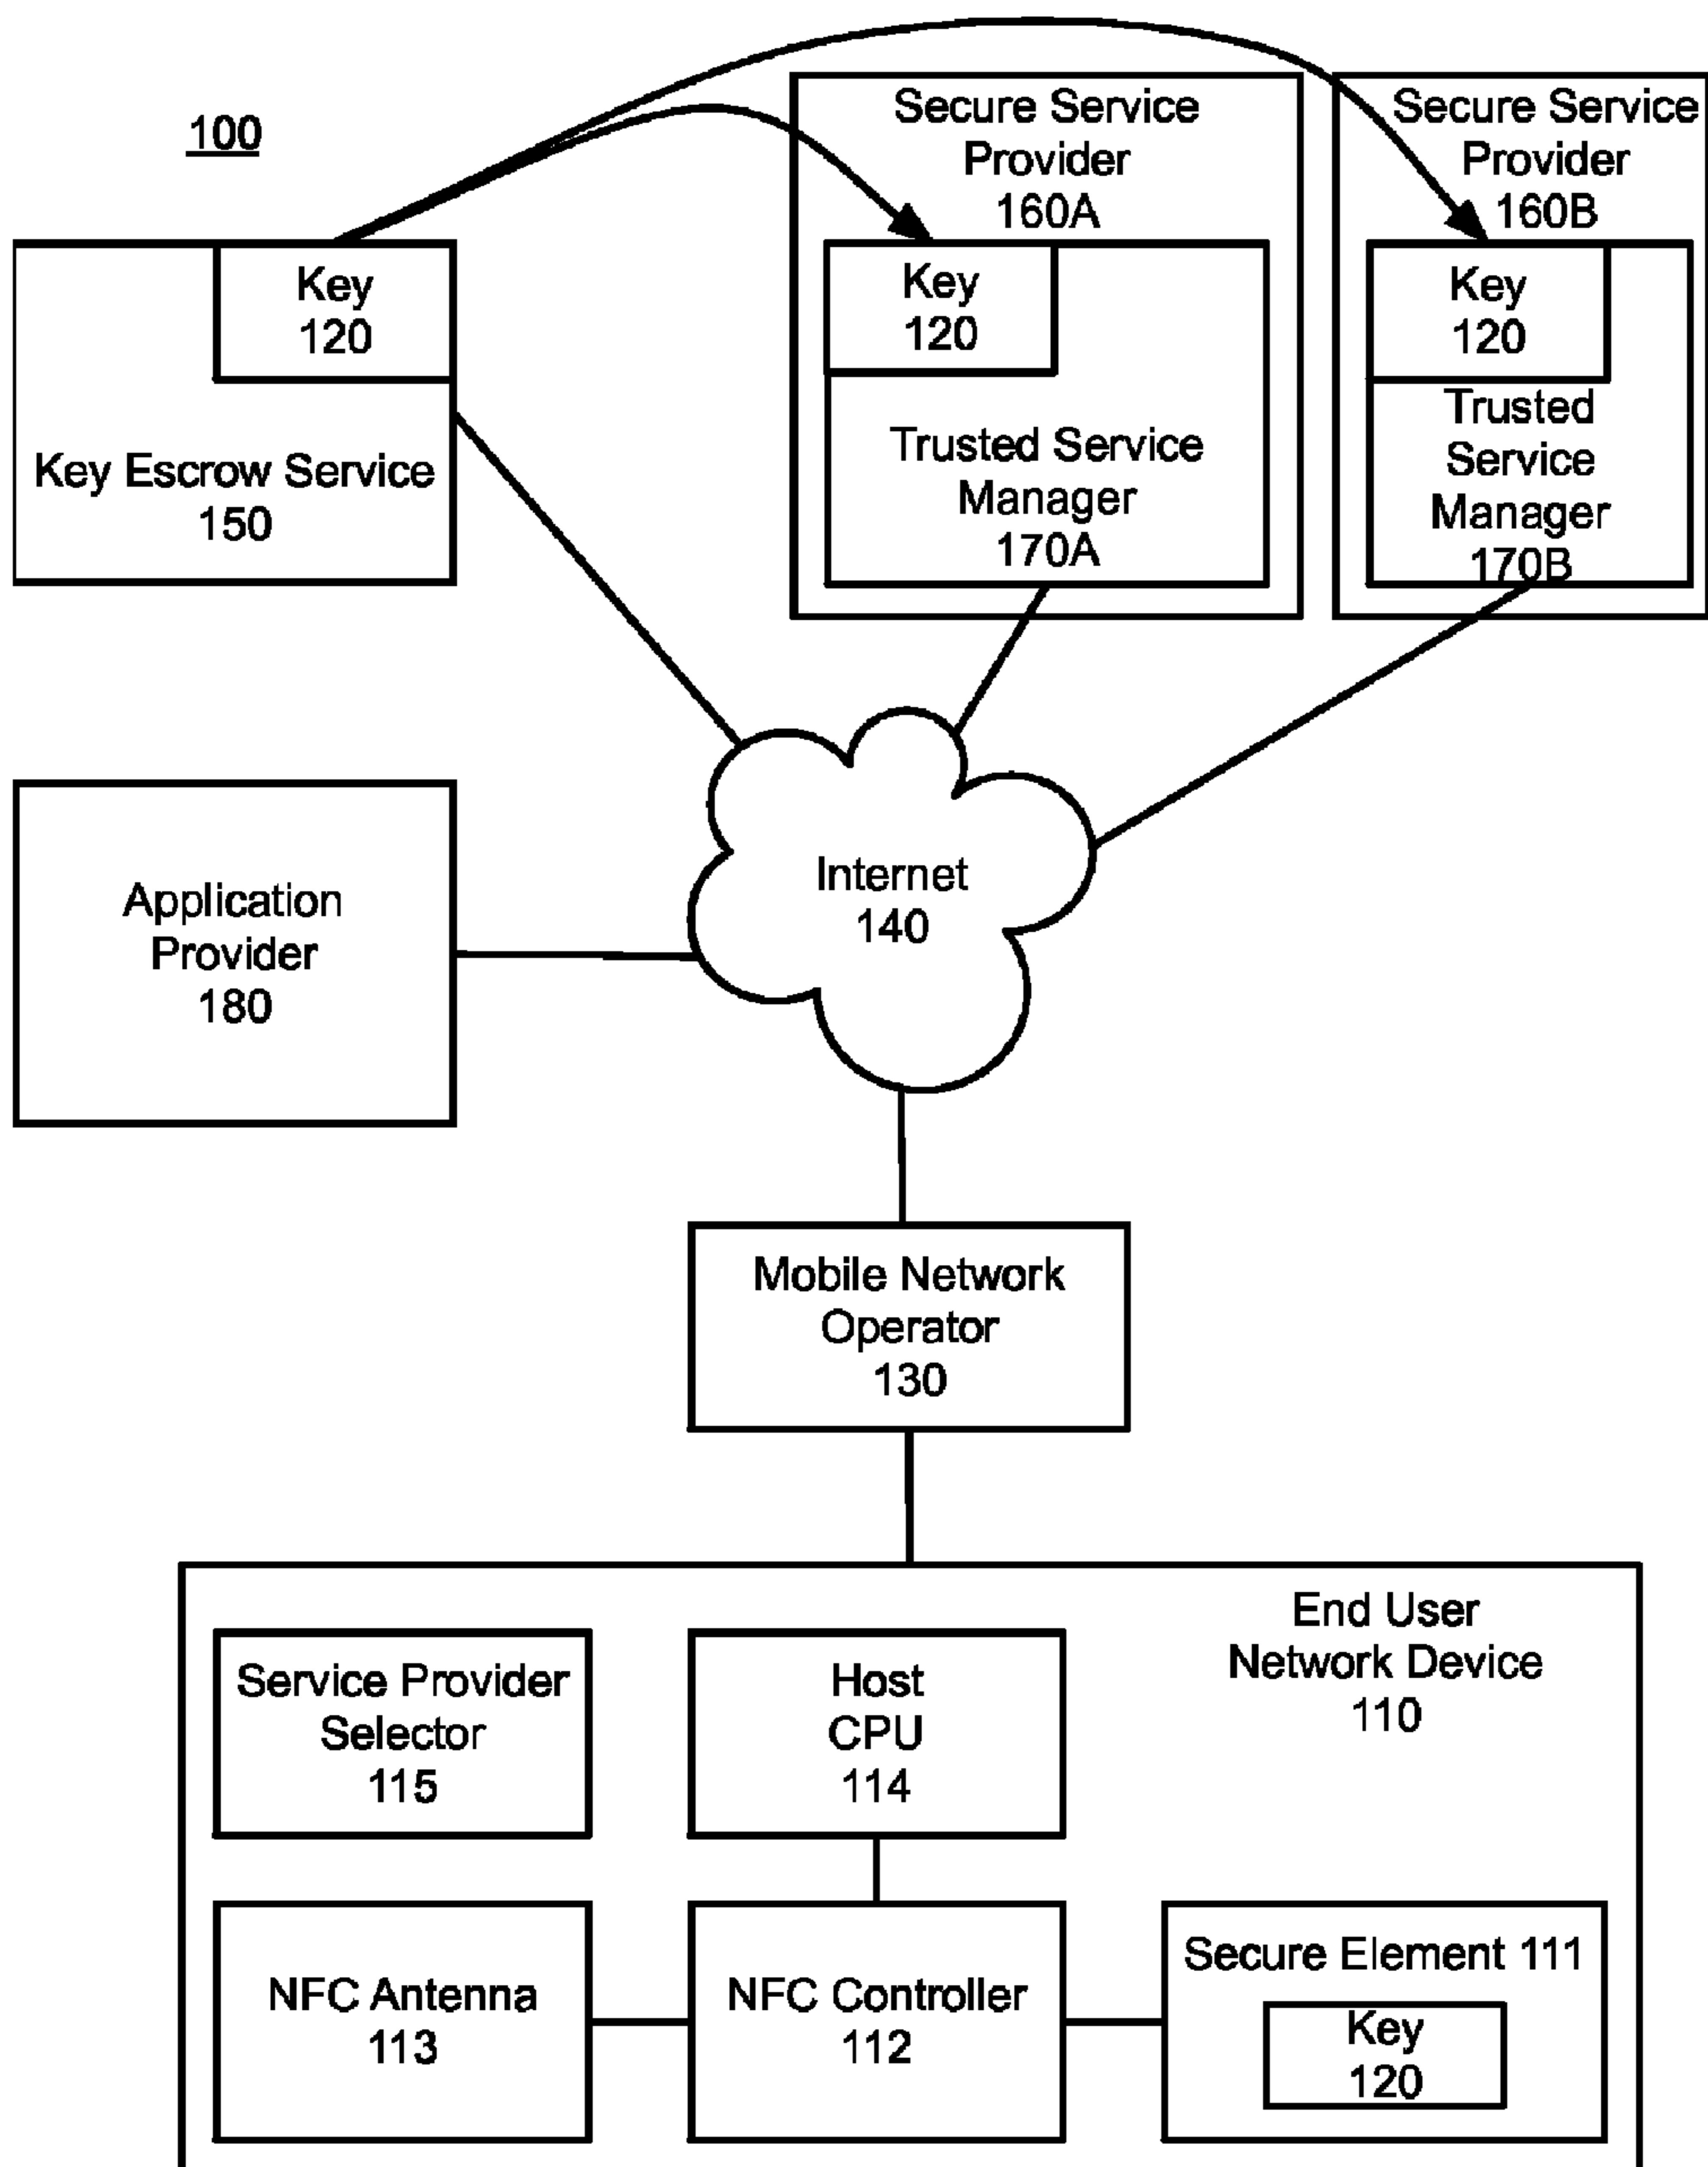 100
Secure Service
Provider
160A
Secure Service
Provider
160B
Key
120
Key Escrow Service
150
Key
120
Trusted Service
Manager
170A
Key
120
Trusted
Service
Manager
170B
Application
Provider
180
Internet
140
Mobile Network
Operator
130
End User
Network Device
110
Service Provider
Selector
115
Host
CPU
114
NFC Antenna
113
NFC Controller
112
Secure Element 111
Key
120